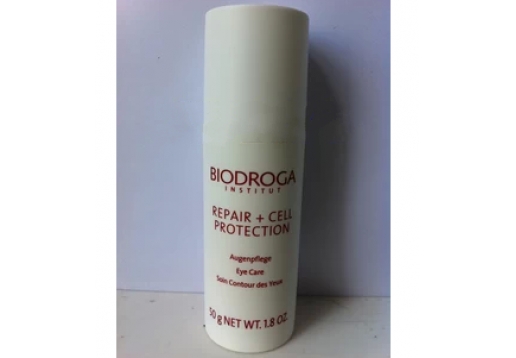 BIODROGA
INSTITUT
REPAIR + CELL
PROTECTION
Augenpflege
Eye Care
Soin Contour des Yeux
50 g NET WT. 1.8 OZ.